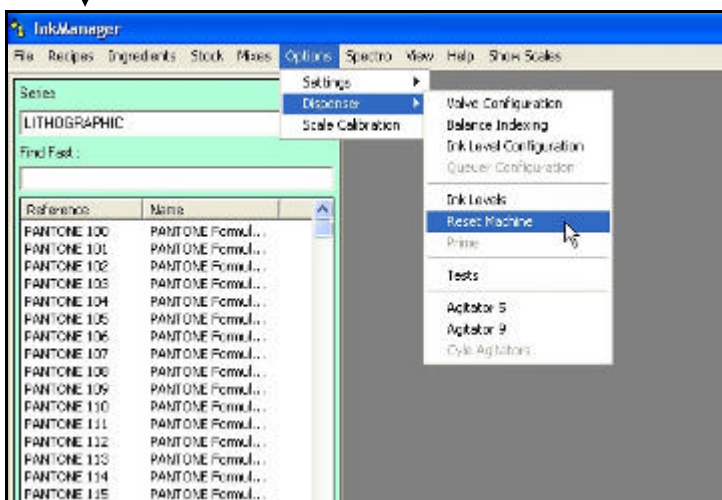 InkManager
File Recipes Ingredients Stock Mixes Options Spectro View Help Show Scales
Settings
Dispenser
Scale Calibration
Valve Configuration
Balance Indexing
Ink Level Configuration
Queuer Configuration
Ink Levels
Reset Machine
Prime
Tests
Agitator 5
Agitator 9
Cyle Agitators
Series
LITHOGRAPHIC
Find Fast :
Reference Name
PANTONE 100 PANTONE Formul...
PANTONE 101 PANTONE Formul...
PANTONE 102 PANTONE Formul...
PANTONE 103 PANTONE Formul...
PANTONE 104 PANTONE Formul...
PANTONE 105 PANTONE Formul...
PANTONE 106 PANTONE Formul...
PANTONE 107 PANTONE Formul...
PANTONE 108 PANTONE Formul...
PANTONE 109 PANTONE Formul...
PANTONE 110 PANTONE Formul...
PANTONE 111 PANTONE Formul...
PANTONE 112 PANTONE Formul...
PANTONE 113 PANTONE Formul...
PANTONE 114 PANTONE Formul...
PANTONE 115 PANTONE Formul...